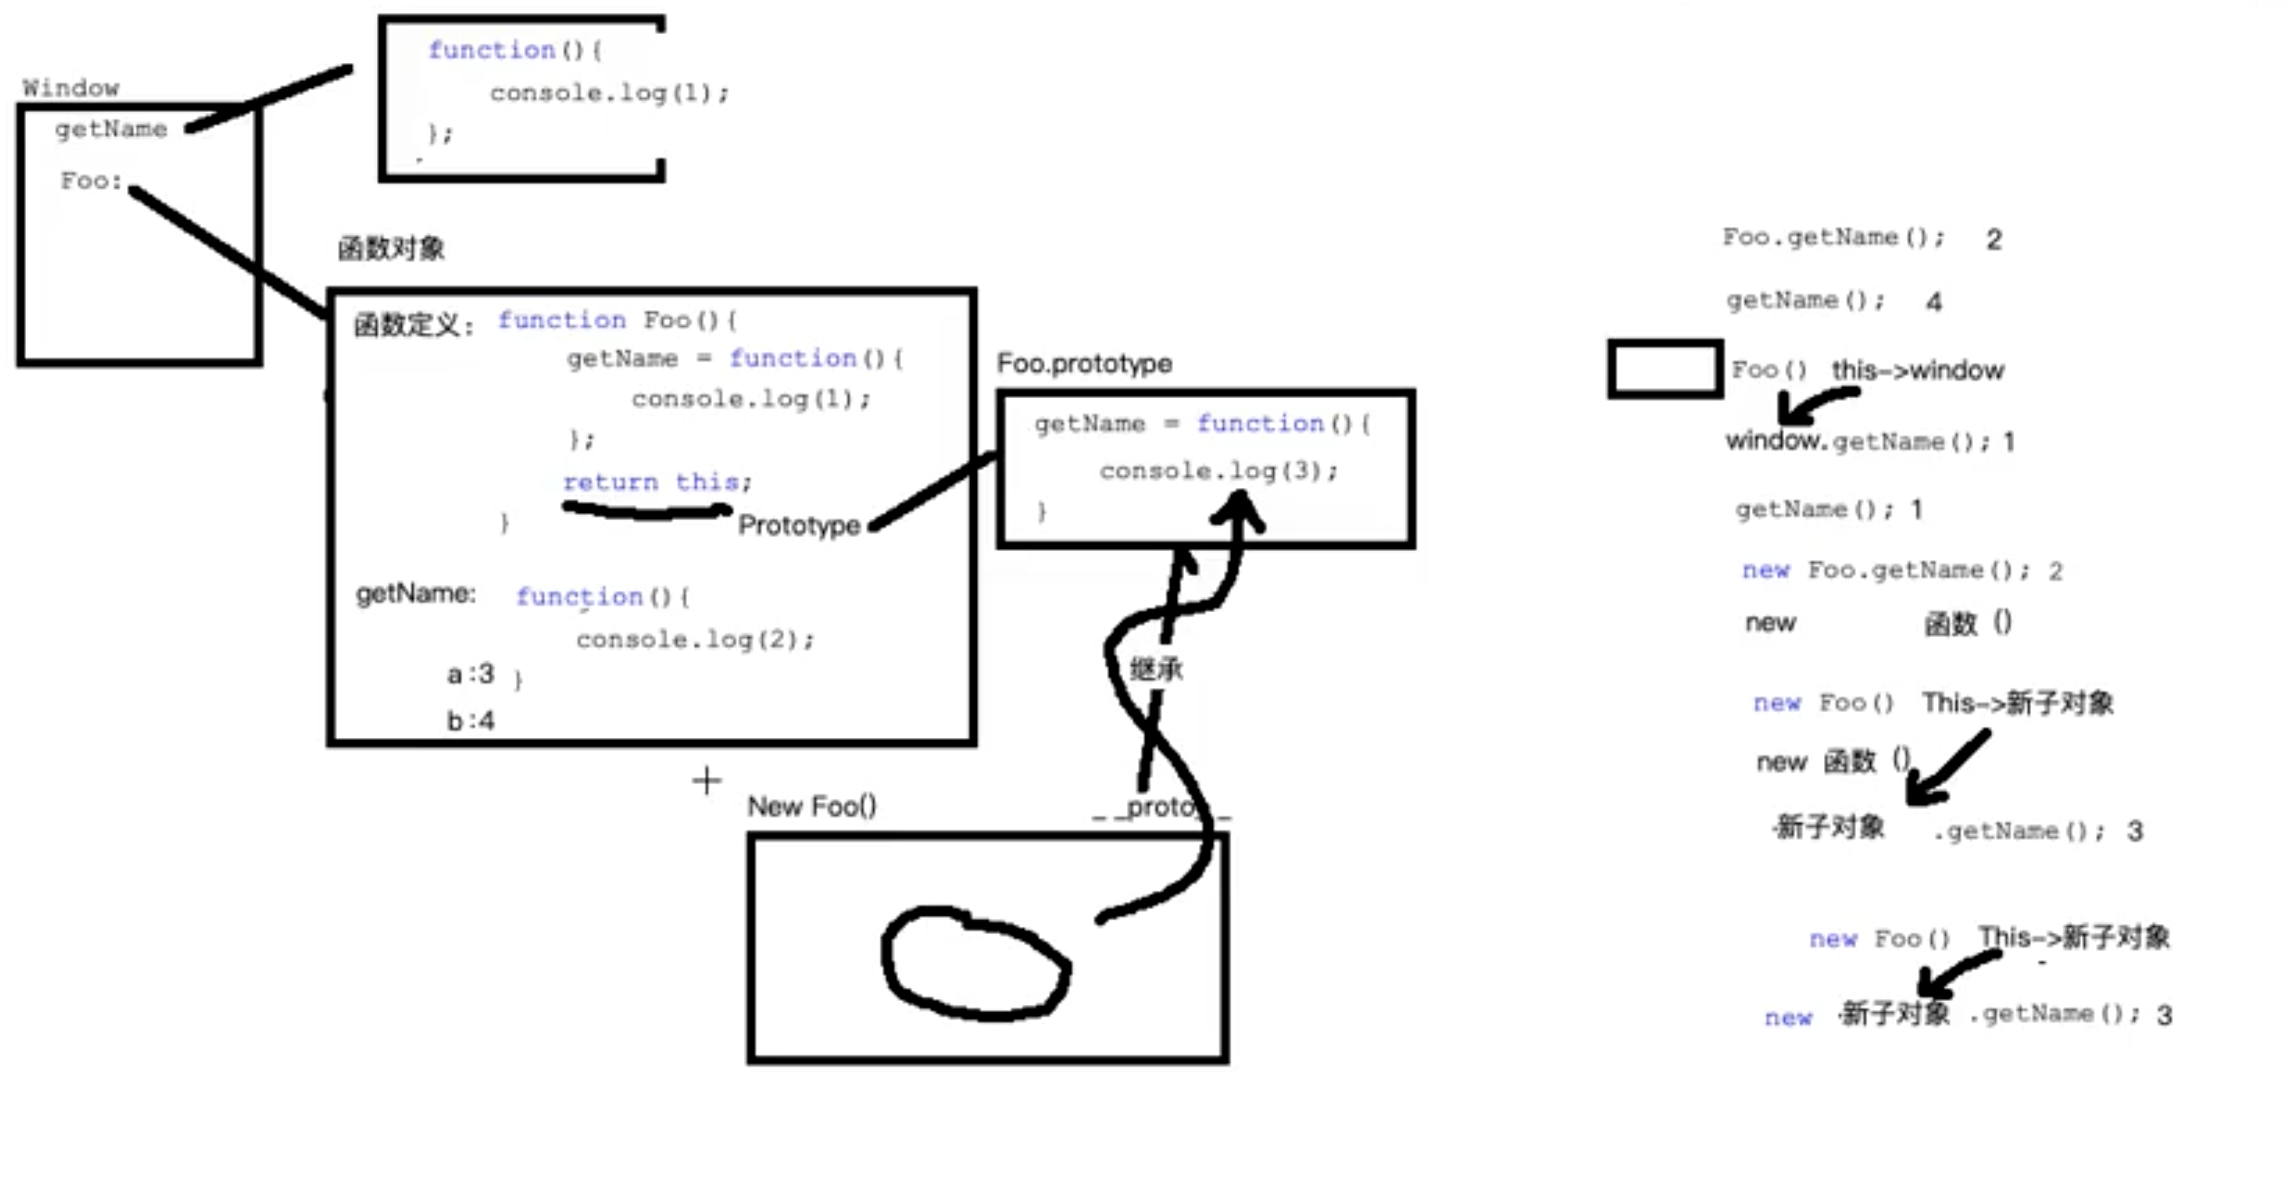 function(){
console.log(1);
};
Window
getName
Foo:
函数对象
函数定义: function Foo(){
getName = function(){
console.log(1);
};
return this;
}
Prototype
getName: function(){
console.log(2);
a:3 }
b:4
Foo.prototype
getName = function(){
console.log(3);
}
继承
New Foo()
__proto__
Foo.getName(); 2
getName(); 4
Foo() this->window
window.getName(); 1
getName(); 1
new Foo.getName(); 2
new 函数 ()
new Foo() This->新子对象
new 函数 ()
新子对象 .getName(); 3
new Foo() This->新子对象
new 新子对象 .getName(); 3